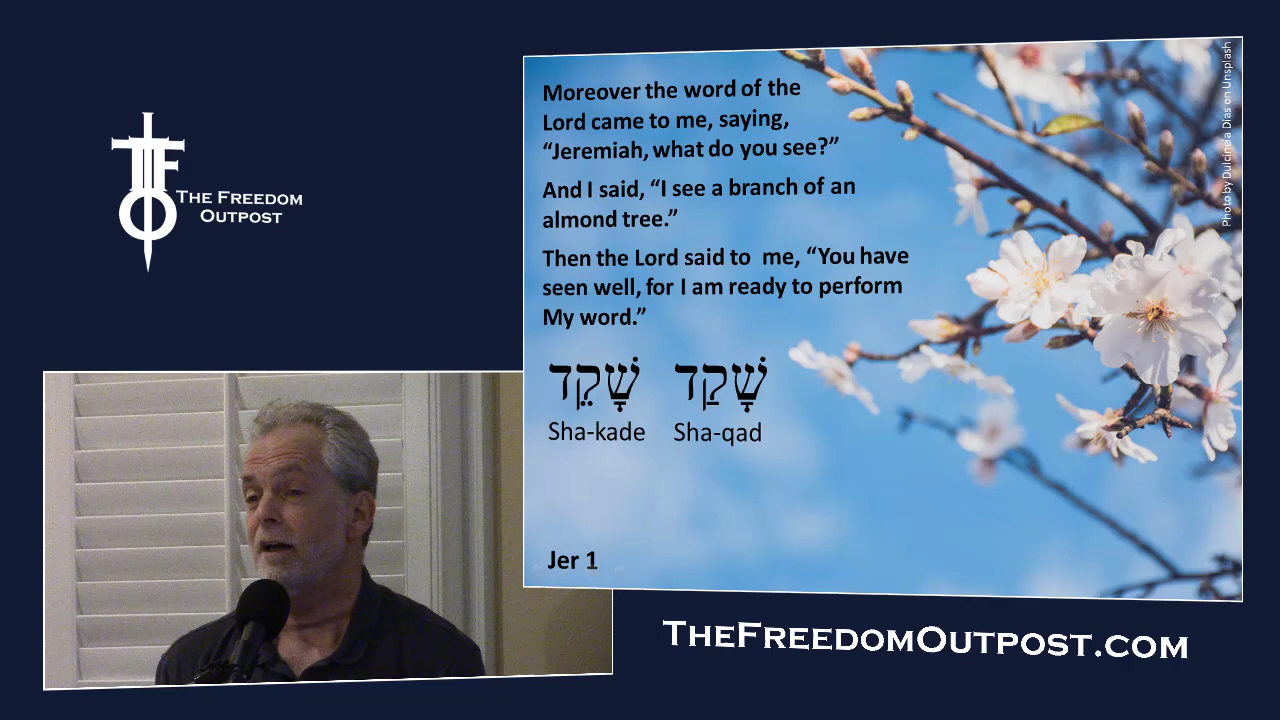 THE FREEDOM
OUTPOST
Moreover the word of the
Lord came to me, saying,
“Jeremiah, what do you see?”
And I said, “I see a branch of an
almond tree.”
Then the Lord said to me, “You have
seen well, for I am ready to perform
My word.”
שָׁקֵד שָׁקַד
Sha-kade Sha-qad
Jer 1
Photo by Dulcineia Dias on Unsplash
THEFREEDOMOUTPOST.COM